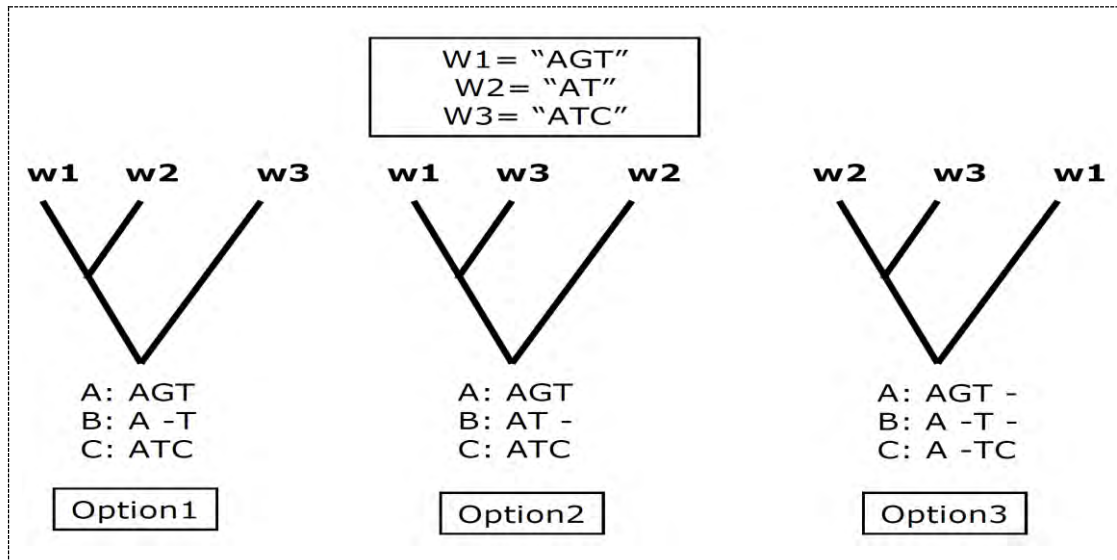 W1= “AGT”
W2= “AT”
W3= “ATC”
w1 w2 w3
w1 w3 w2
w2 w3 w1
A: AGT
B: A -T
C: ATC
Option1
A: AGT
B: AT -
C: ATC
Option2
A: AGT -
B: A -T -
C: A -TC
Option3